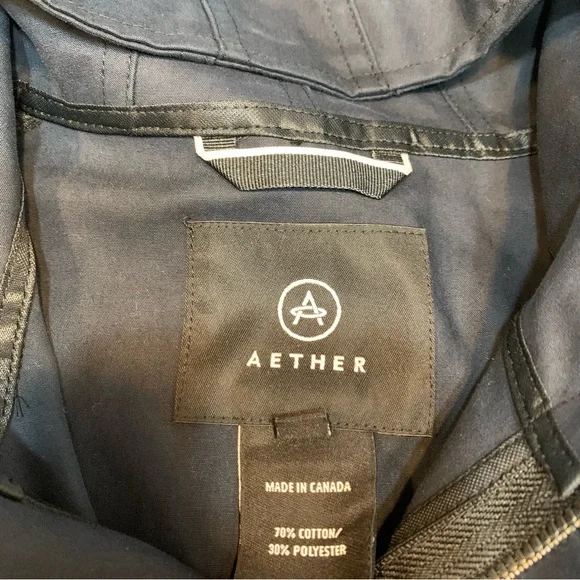 A
AETHER
MADE IN CANADA
70% COTTON/
30% POLYESTER